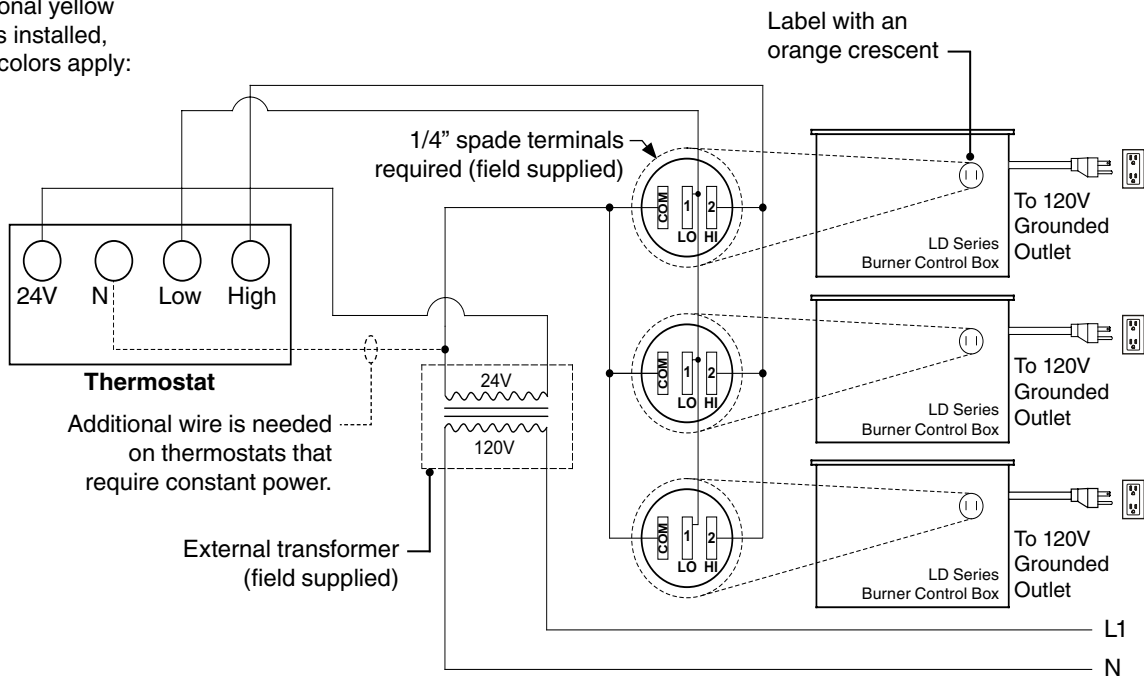 onal yellow
s installed,
colors apply:
Label with an
orange crescent
1/4” spade terminals
required (field supplied)
COM
1
2
LO
HI
To 120V
Grounded
Outlet
LD Series
Burner Control Box
24V
N
Low
High
Thermostat
Additional wire is needed
on thermostats that
require constant power.
24V
120V
External transformer
(field supplied)
COM
1
2
LO
HI
To 120V
Grounded
Outlet
LD Series
Burner Control Box
COM
1
2
LO
HI
To 120V
Grounded
Outlet
LD Series
Burner Control Box
L1
N